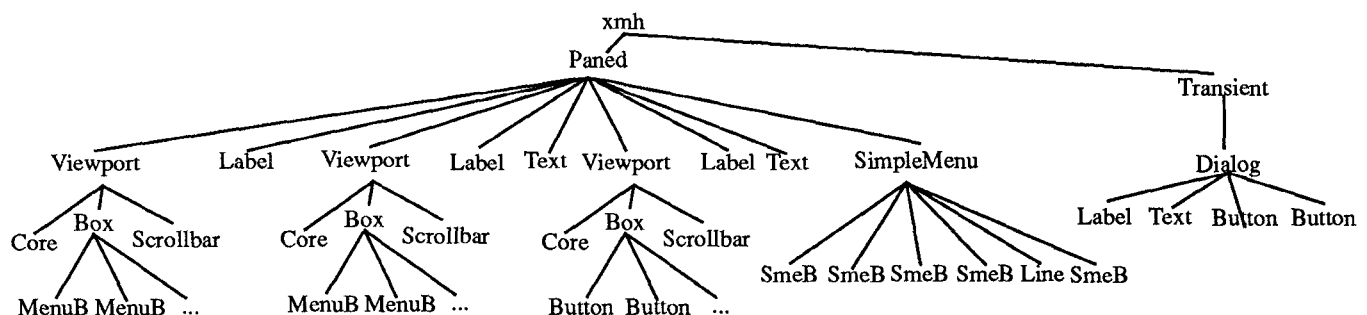 xmh
Paned
Transient
Viewport Label Viewport Label Text Viewport Label Text SimpleMenu Dialog
Core Box Scrollbar Core Box Scrollbar Core Box Scrollbar Label Text Button Button
SmeB SmeB SmeB SmeB Line SmeB
MenuB MenuB ... MenuB MenuB ... Button Button ...